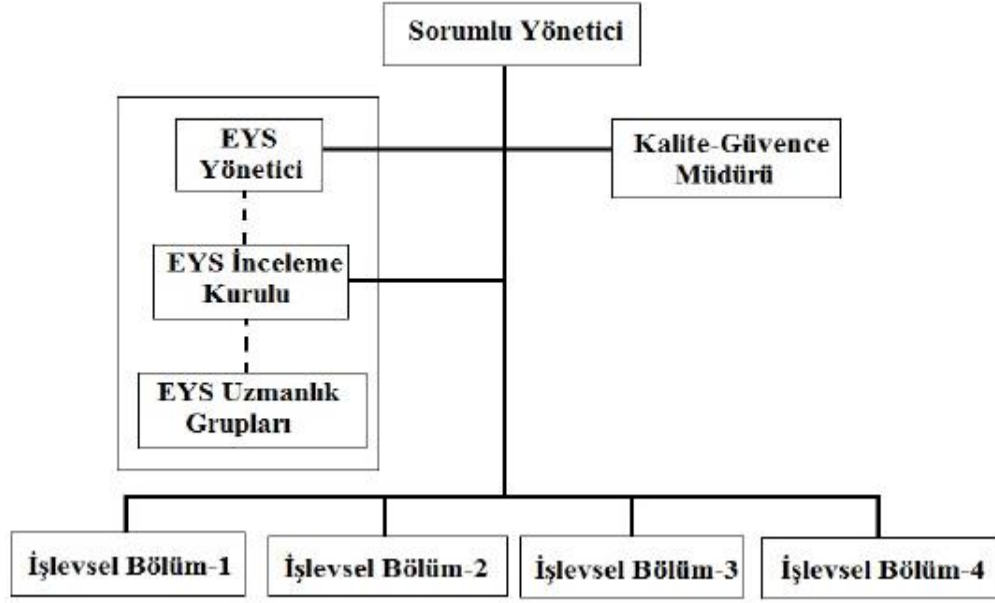 Sorumlu Yönetici
EYS
Yönetici
Kalite-Güvence
Müdürü
EYS İnceleme
Kurulu
EYS Uzmanlık
Grupları
İşlevsel Bölüm-1
İşlevsel Bölüm-2
İşlevsel Bölüm-3
İşlevsel Bölüm-4